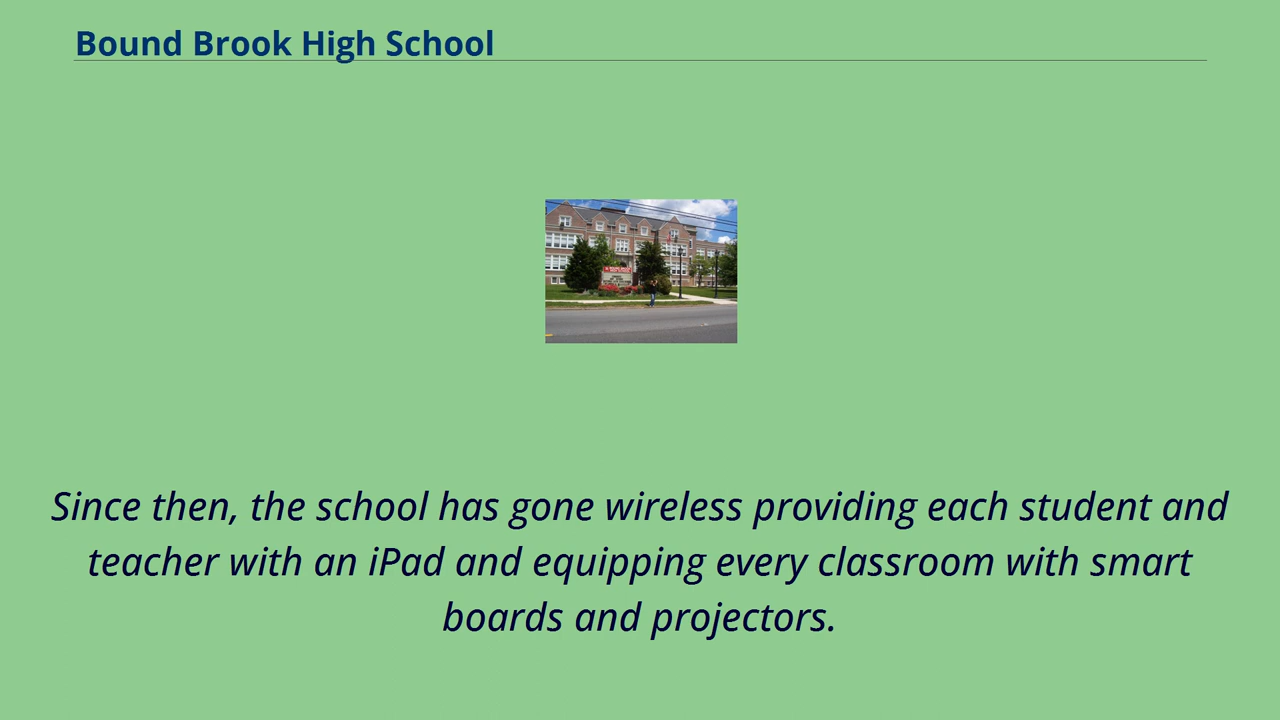 Bound Brook High School
Since then, the school has gone wireless providing each student and
teacher with an iPad and equipping every classroom with smart
boards and projectors.